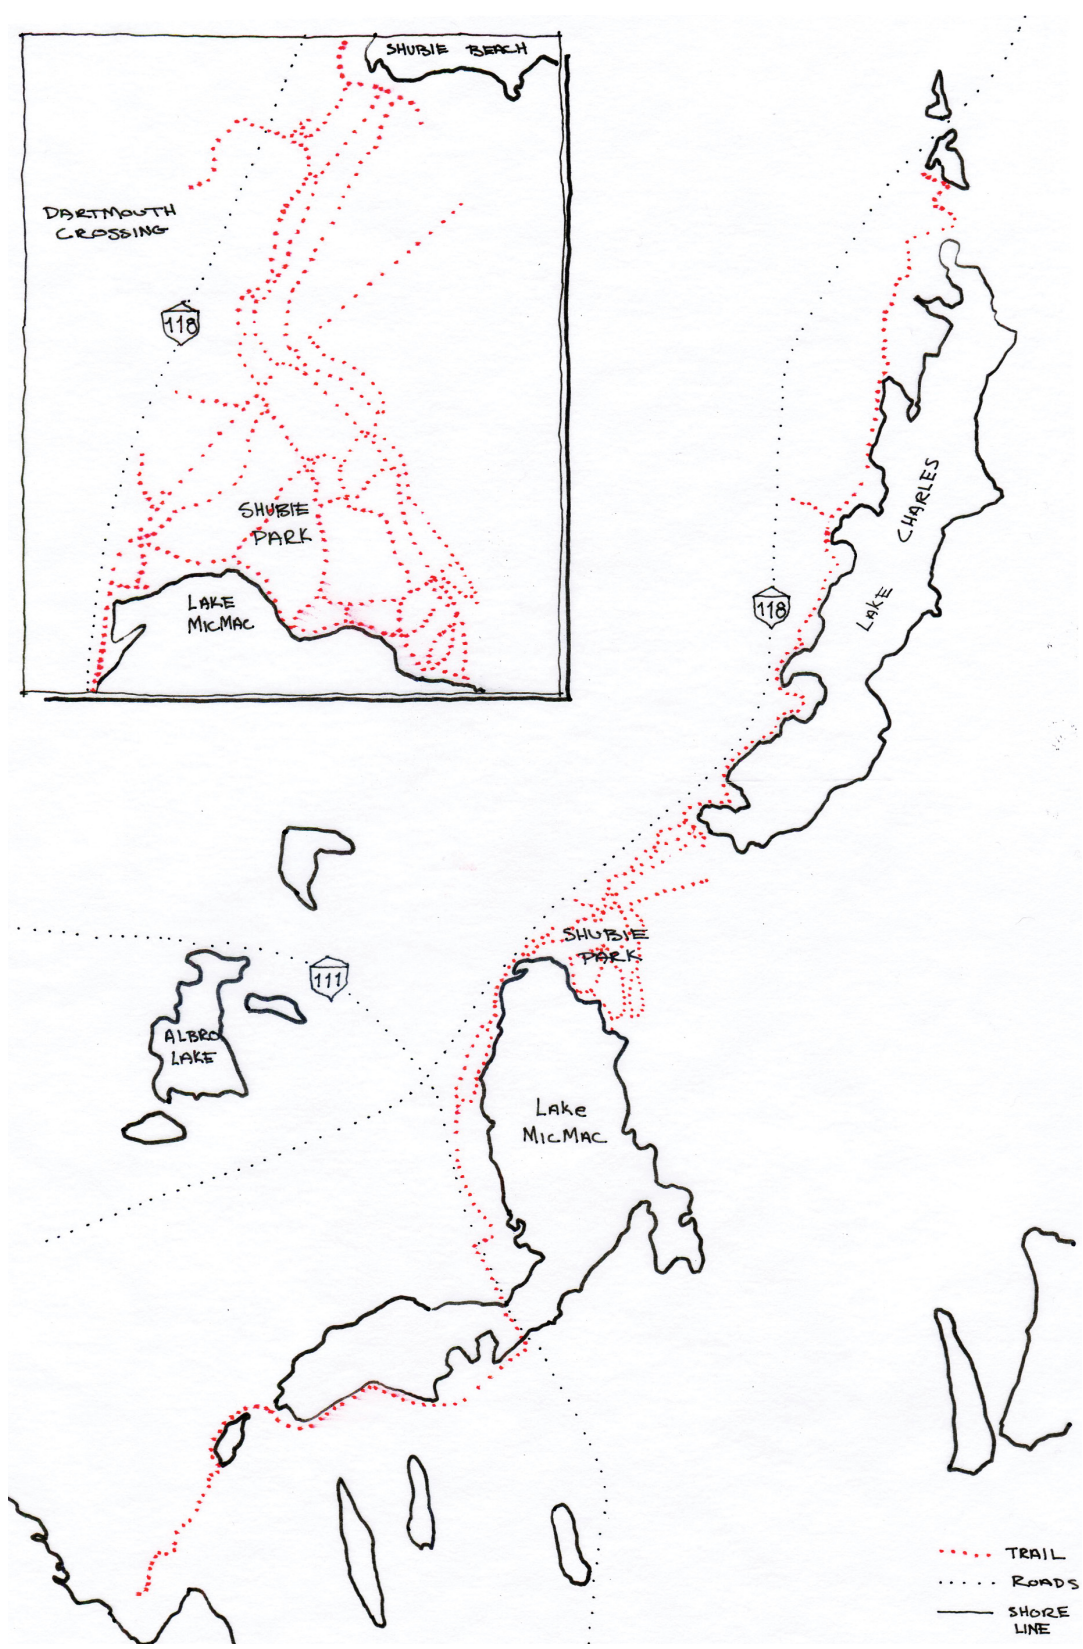 SHUBIE BEACH
DARTMOUTH
CROSSING
118
SHUBIE
PARK
LAKE
MICMAC
LAKE CHARLES
118
SHUBIE
PARK
111
ALBRO
LAKE
LAKE
MICMAC
TRAIL
ROADS
SHORE
LINE